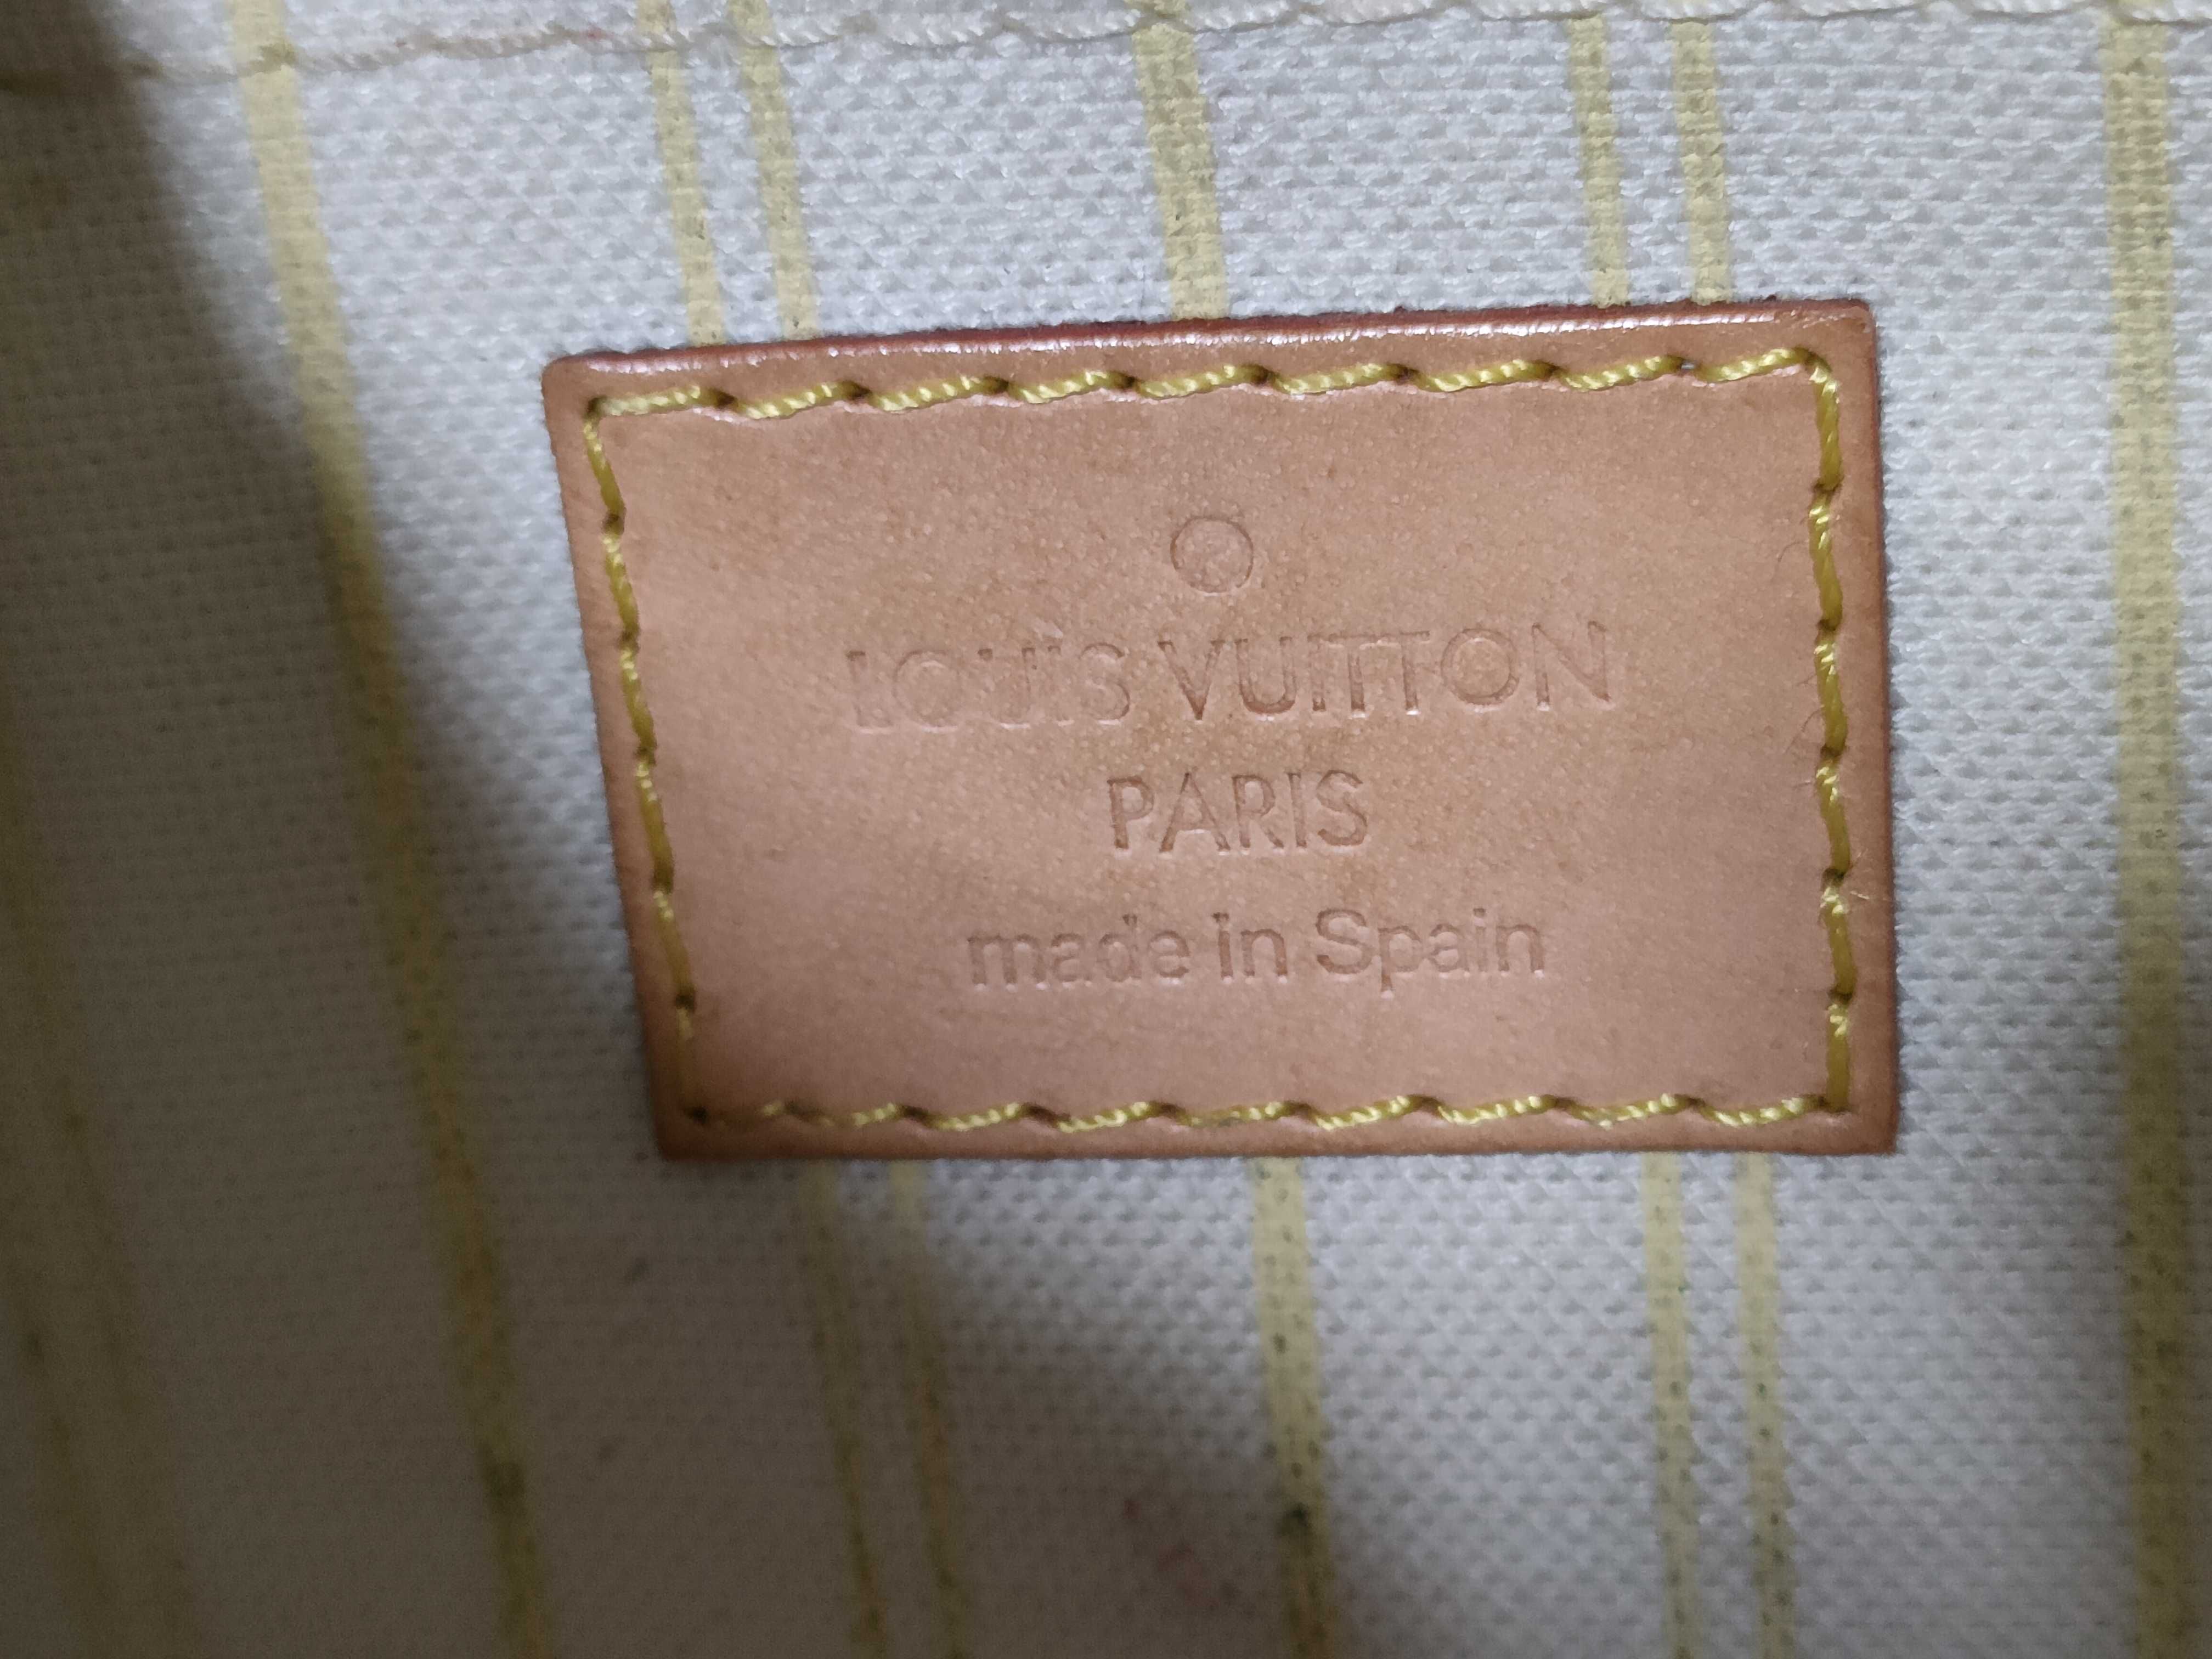 ®
LOUIS VUITTON
PARIS
made in Spain